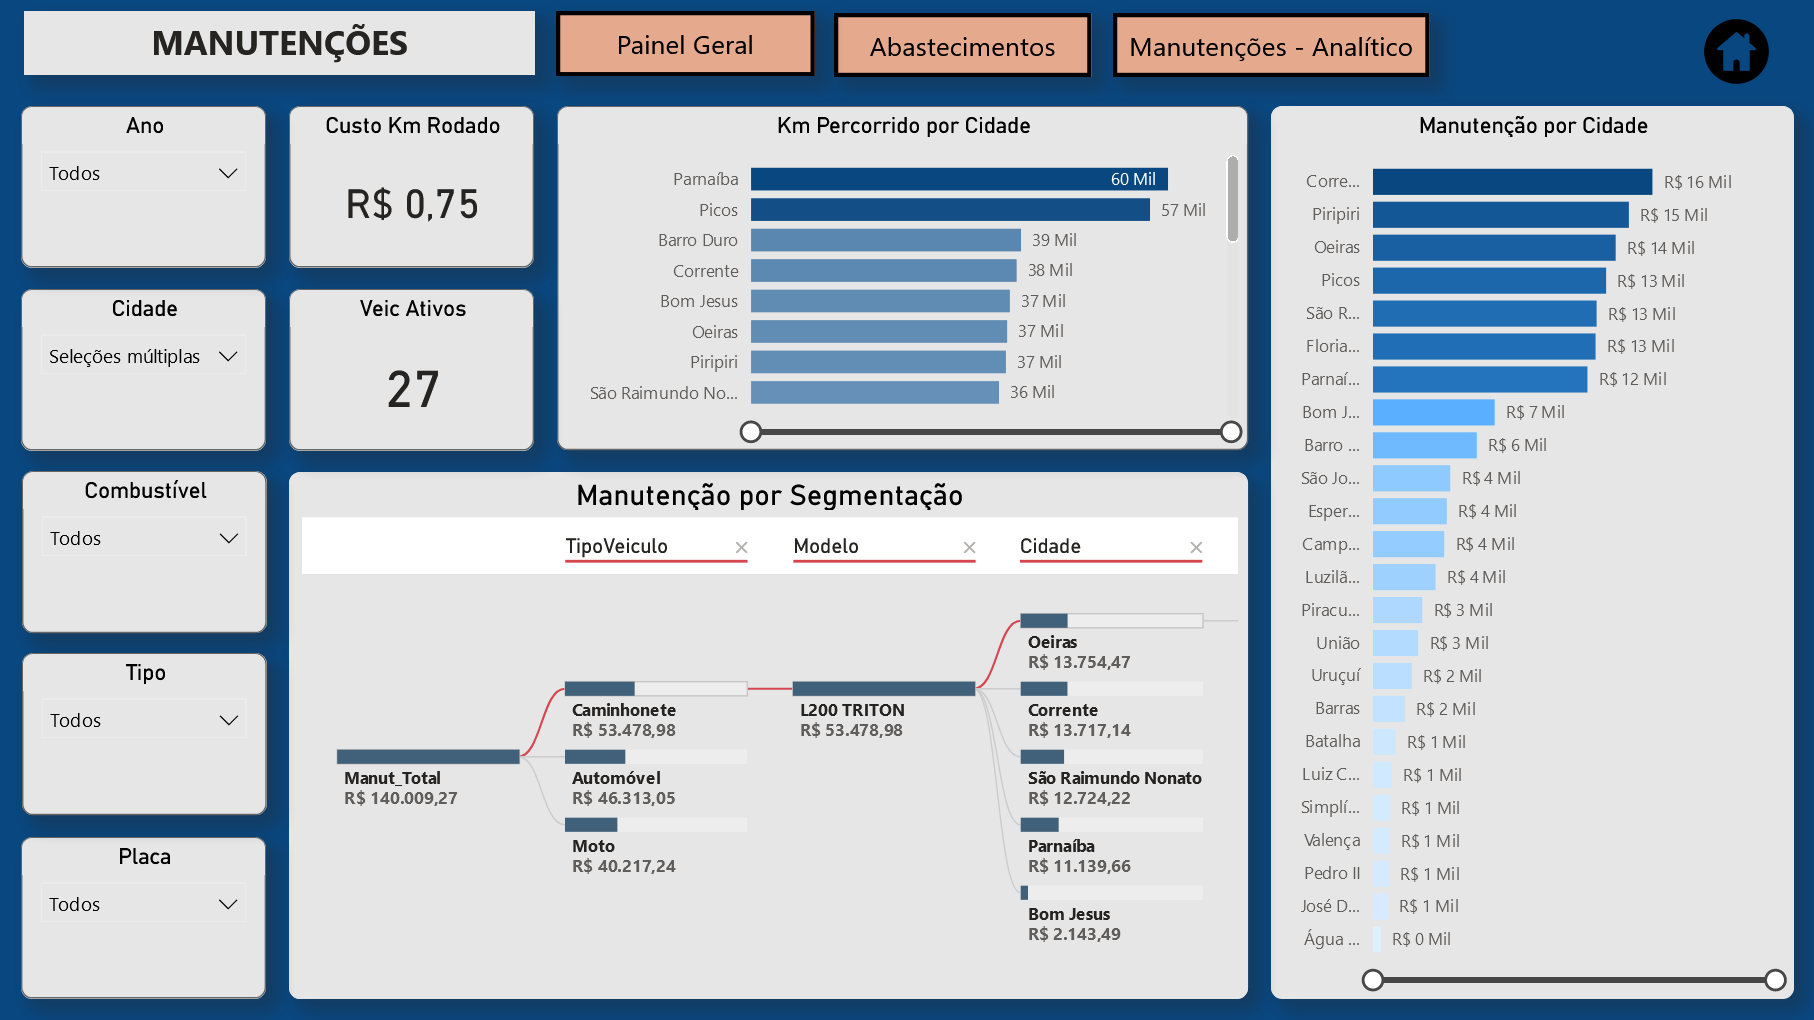 MANUTENÇÕES
Painel Geral
Abastecimentos
Manutenções - Analítico
Ano
Todos
Custo Km Rodado
R$ 0,75
Cidade
Seleções múltiplas
Veic Ativos
27
Combustível
Todos
Tipo
Todos
Placa
Todos
Km Percorrido por Cidade
Parnaíba 60 Mil
Picos 57 Mil
Barro Duro 39 Mil
Corrente 38 Mil
Bom Jesus 37 Mil
Oeiras 37 Mil
Piripiri 37 Mil
São Raimundo No... 36 Mil
Manutenção por Segmentação
TipoVeiculo
Modelo
Cidade
Manut_Total
R$ 140.009,27
Caminhonete
R$ 53.478,98
Automóvel
R$ 46.313,05
Moto
R$ 40.217,24
L200 TRITON
R$ 53.478,98
Oeiras
R$ 13.754,47
Corrente
R$ 13.717,14
São Raimundo Nonato
R$ 12.724,22
Parnaíba
R$ 11.139,66
Bom Jesus
R$ 2.143,49
Manutenção por Cidade
Corre... R$ 16 Mil
Piripiri R$ 15 Mil
Oeiras R$ 14 Mil
Picos R$ 13 Mil
São R... R$ 13 Mil
Floria... R$ 13 Mil
Parnaí... R$ 12 Mil
Bom J... R$ 7 Mil
Barro ... R$ 6 Mil
São Jo... R$ 4 Mil
Esper... R$ 4 Mil
Camp... R$ 4 Mil
Luzilâ... R$ 4 Mil
Piracu... R$ 3 Mil
União R$ 3 Mil
Uruçuí R$ 2 Mil
Barras R$ 2 Mil
Batalha R$ 1 Mil
Luiz C... R$ 1 Mil
Simplí... R$ 1 Mil
Valença R$ 1 Mil
Pedro II R$ 1 Mil
José D... R$ 1 Mil
Água ... R$ 0 Mil